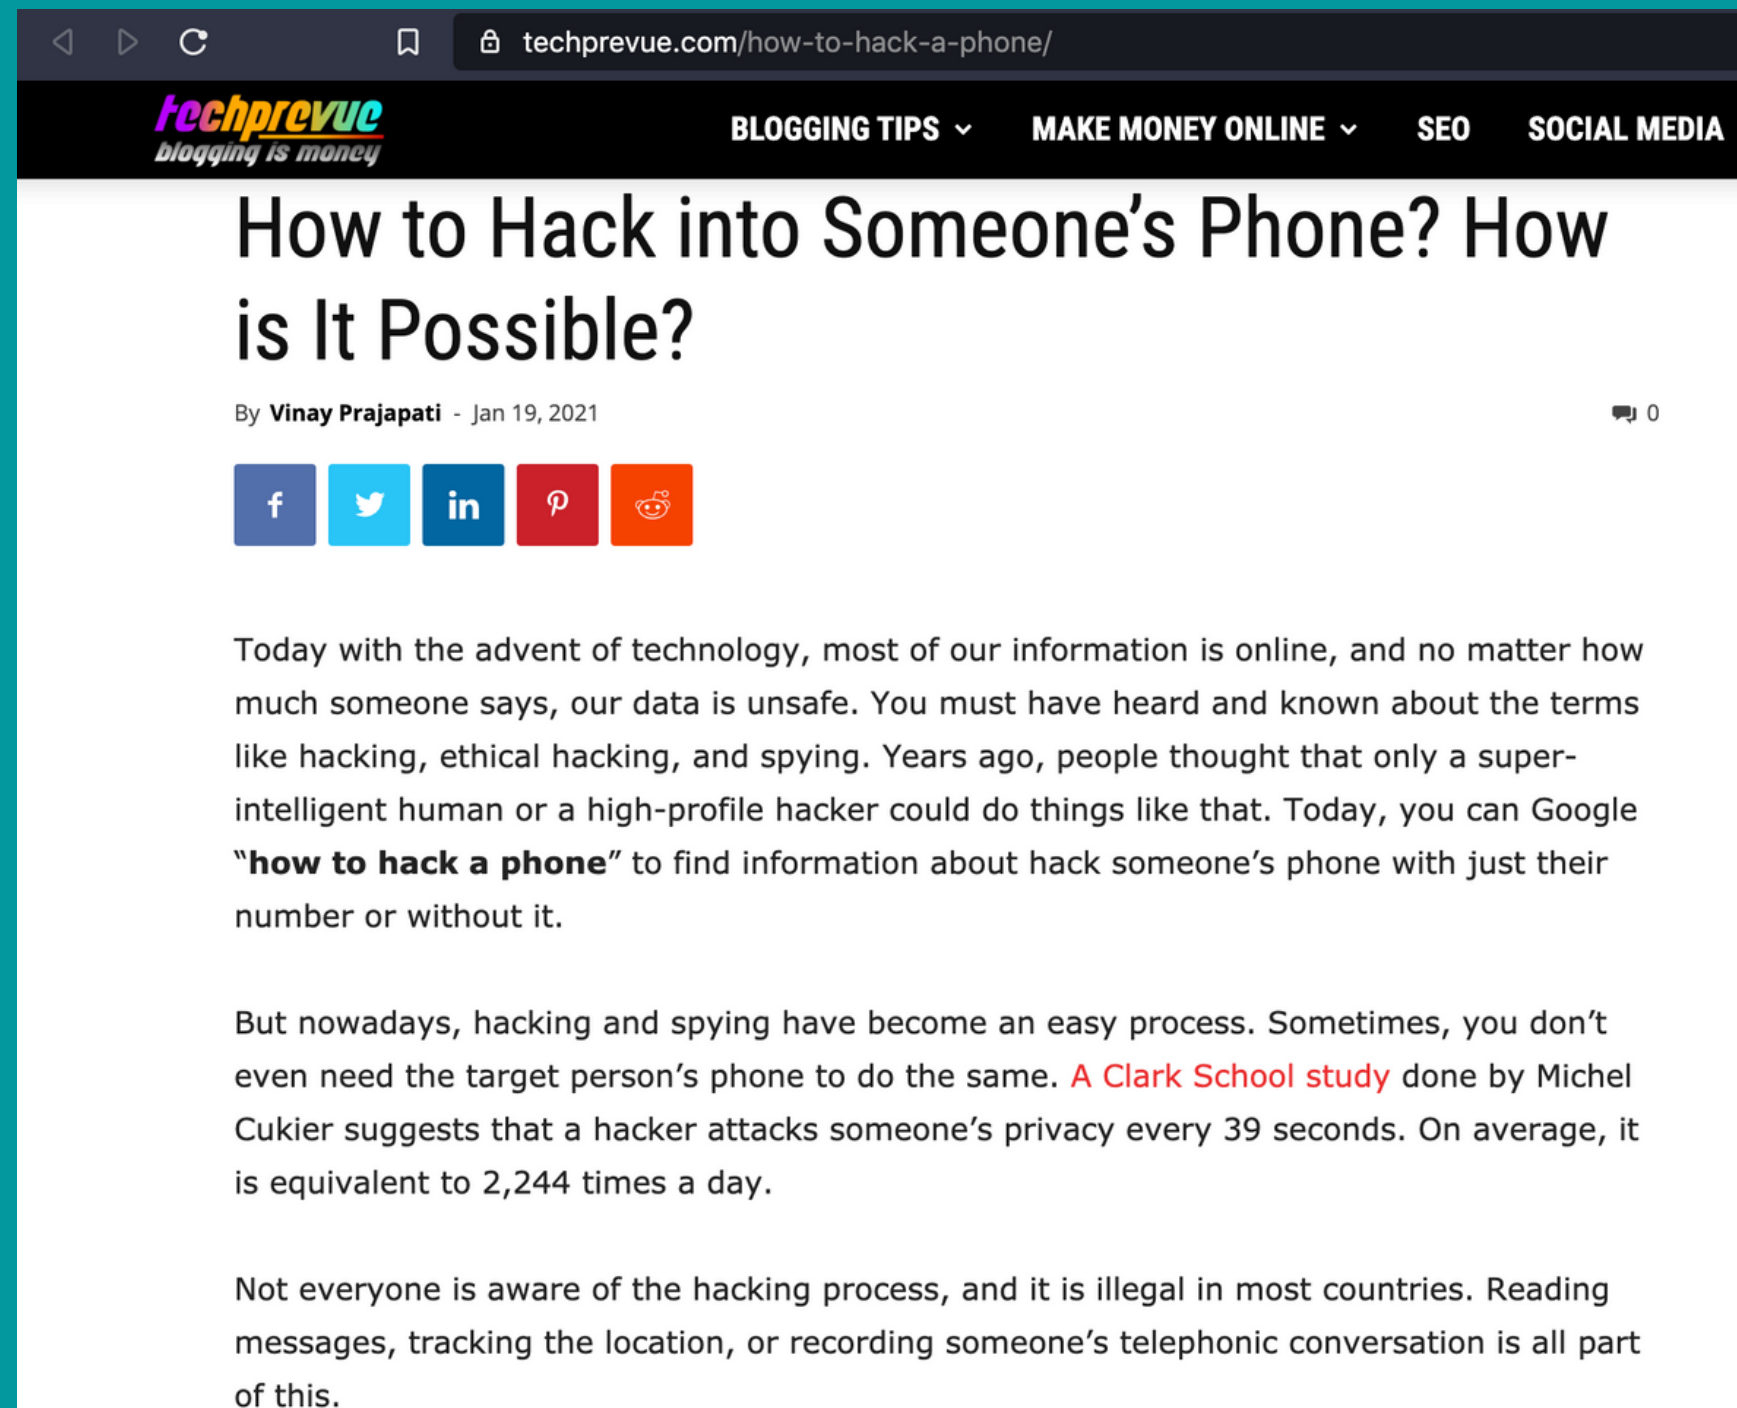 techprevue.com/how-to-hack-a-phone/
techprevue
blogging is money
BLOGGING TIPS
MAKE MONEY ONLINE
SEO
SOCIAL MEDIA
How to Hack into Someone’s Phone? How
is It Possible?
By Vinay Prajapati - Jan 19, 2021
0
f
in
Today with the advent of technology, most of our information is online, and no matter how
much someone says, our data is unsafe. You must have heard and known about the terms
like hacking, ethical hacking, and spying. Years ago, people thought that only a super-
intelligent human or a high-profile hacker could do things like that. Today, you can Google
“how to hack a phone” to find information about hack someone’s phone with just their
number or without it.
But nowadays, hacking and spying have become an easy process. Sometimes, you don’t
even need the target person’s phone to do the same. A Clark School study done by Michel
Cukier suggests that a hacker attacks someone’s privacy every 39 seconds. On average, it
is equivalent to 2,244 times a day.
Not everyone is aware of the hacking process, and it is illegal in most countries. Reading
messages, tracking the location, or recording someone’s telephonic conversation is all part
of this.